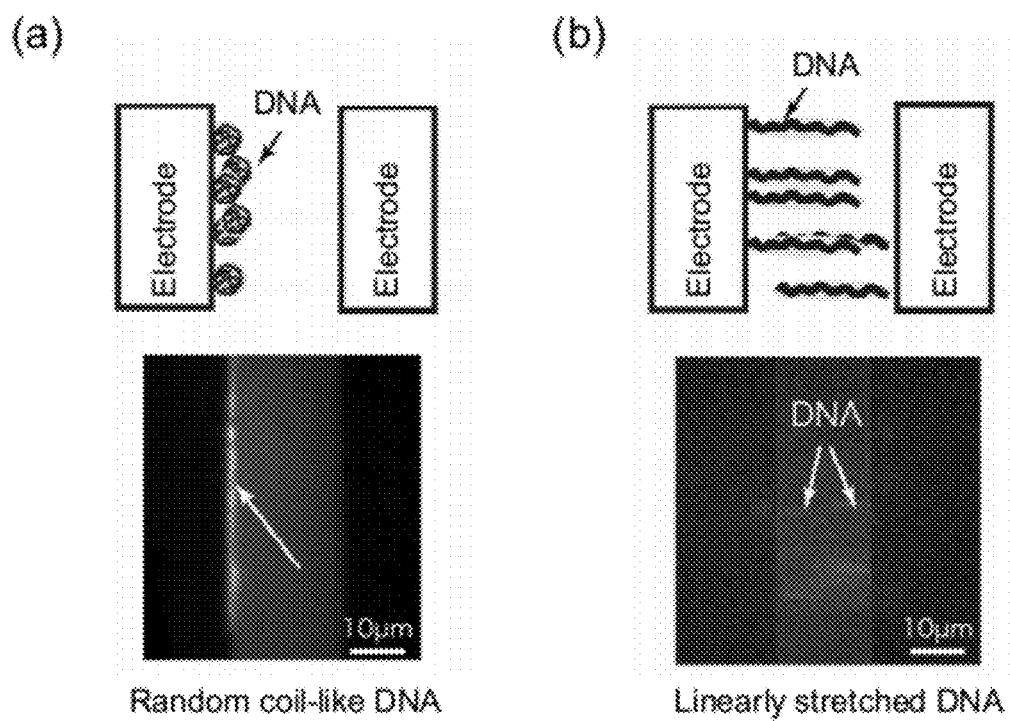 (a)
(b)
DNA
Electrode
Electrode
DNA
Electrode
Electrode
10μm
DNA
10μm
Random coil-like DNA
Linearly stretched DNA